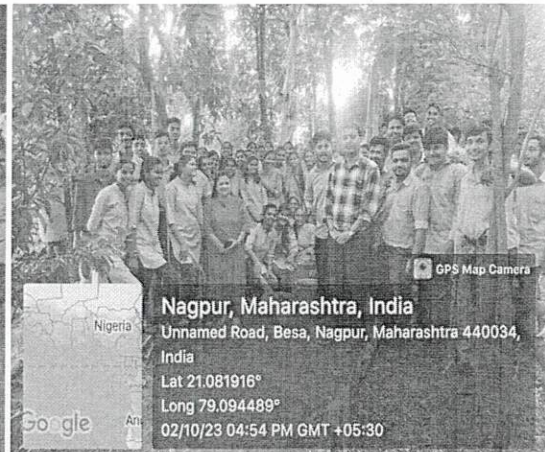 GPS Map Camera
Nigeria
Google
Nagpur, Maharashtra, India
Unnamed Road, Besa, Nagpur, Maharashtra 440034,
India
Lat 21.081916°
Long 79.094489°
02/10/23 04:54 PM GMT +05:30